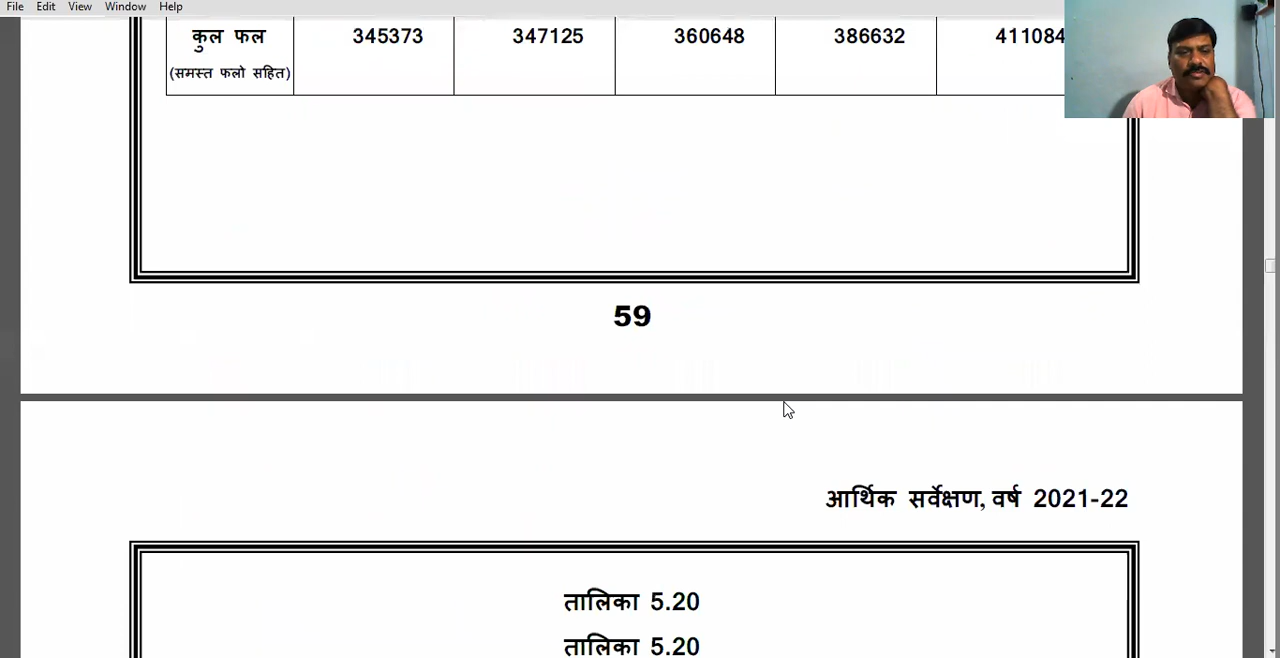 File Edit View Window Help
कुल फल 345373 347125 360648 386632 411084
(समस्त फलो सहित)
59
आर्थिक सर्वेक्षण, वर्ष 2021-22
तालिका 5.20
तालिका 5.20